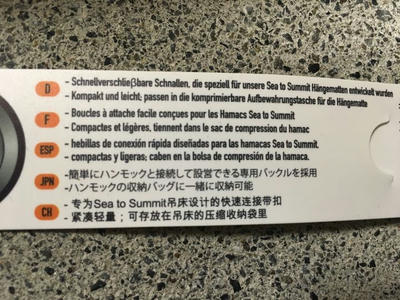 D
- Schnellverschlieβbare Schnallen, die speziell für unsere Sea to Summit Hängematten entwickelt wurden
- Kompakt und leicht; passen in die komprimierbare Aufbewahrungstasche für die Hängematte
F
- Boucles à attache facile conçues pour les Hamacs Sea to Summit
- Compactes et légères, tiennent dans le sac de compression du hamac
ESP
- hebillas de conexión rápida diseñadas para las hamacas Sea to Summit.
- compactas y ligeras; caben en la bolsa de compresión de la hamaca.
JPN
-簡単にハンモックと接続して設営できる専用バックルを採用
-ハンモックの収納バッグに一緒に収納可能
CH
- 专为Sea to Summit吊床设计的快速连接带扣
- 紧凑轻量；可存放在吊床的压缩收纳袋里